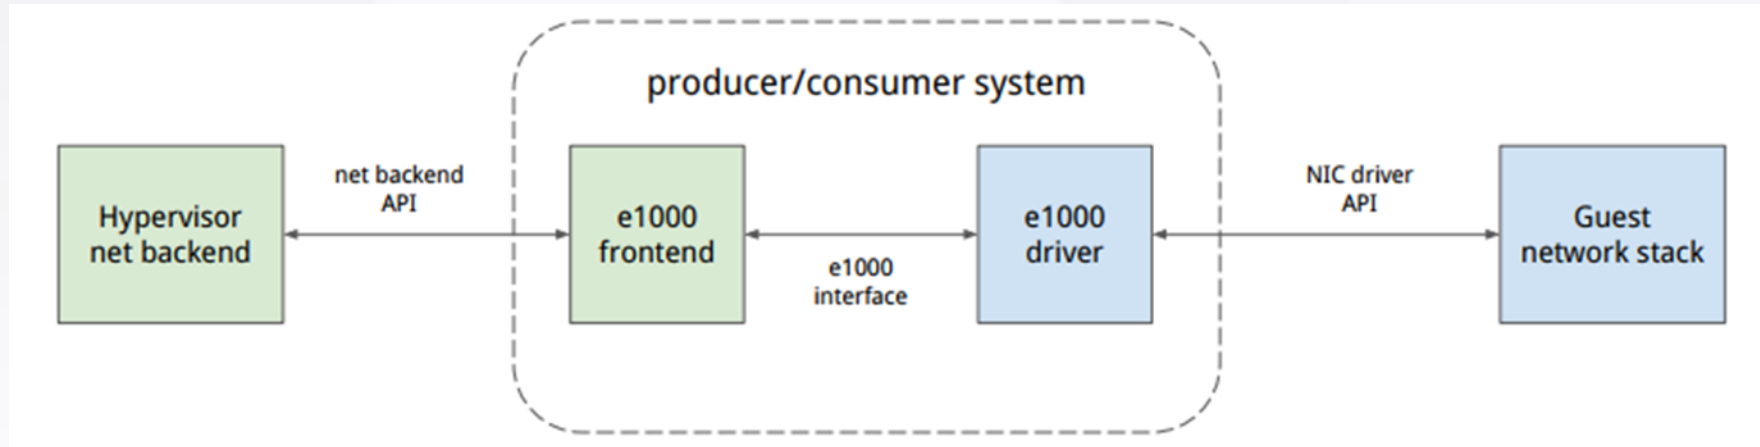 producer/consumer system
Hypervisor
net backend
net backend
API
e1000
frontend
e1000
interface
e1000
driver
NIC driver
API
Guest
network stack